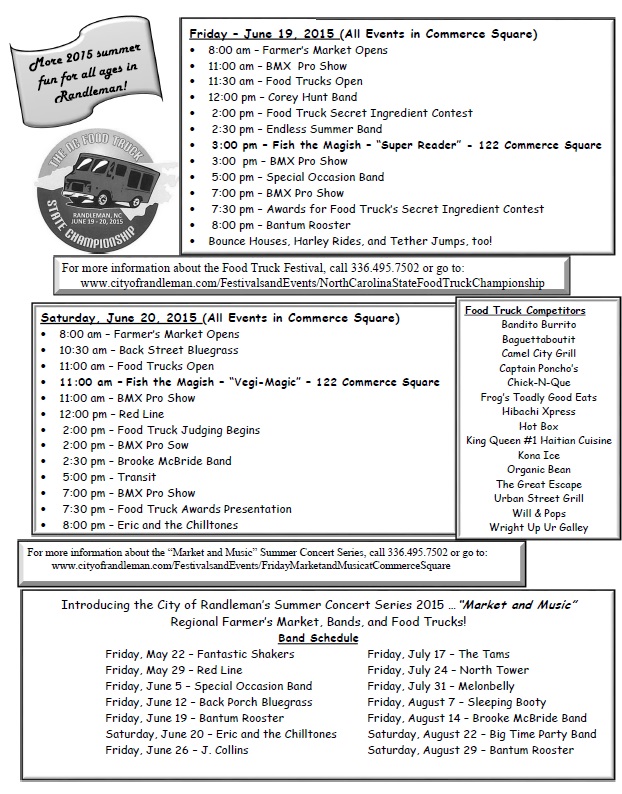 More 2015 summer
fun for all ages in
Randleman!
THE NC FOOD TRUCK
RANDLEMAN, NC
JUNE 19 - 20, 2015
STATE CHAMPIONSHIP
Friday – June 19, 2015 (All Events in Commerce Square)
• 8:00 am – Farmer's Market Opens
• 11:00 am – BMX Pro Show
• 11:30 am – Food Trucks Open
• 12:00 pm – Corey Hunt Band
• 2:00 pm – Food Truck Secret Ingredient Contest
• 2:30 pm – Endless Summer Band
• 3:00 pm – Fish the Magish – "Super Reader" - 122 Commerce Square
• 3:00 pm – BMX Pro Show
• 5:00 pm – Special Occasion Band
• 7:00 pm – BMX Pro Show
• 7:30 pm – Awards for Food Truck's Secret Ingredient Contest
• 8:00 pm – Bantum Rooster
• Bounce Houses, Harley Rides, and Tether Jumps, too!
For more information about the Food Truck Festival, call 336.495.7502 or go to:
www.cityofrandleman.com/FestivalsandEvents/NorthCarolinaStateFoodTruckChampionship
Saturday, June 20, 2015 (All Events in Commerce Square)
• 8:00 am – Farmer's Market Opens
• 10:30 am – Back Street Bluegrass
• 11:00 am – Food Trucks Open
• 11:00 am – Fish the Magish – "Vegi-Magic" – 122 Commerce Square
• 11:00 am – BMX Pro Show
• 12:00 pm – Red Line
• 2:00 pm – Food Truck Judging Begins
• 2:00 pm – BMX Pro Sow
• 2:30 pm – Brooke McBride Band
• 5:00 pm - Transit
• 7:00 pm – BMX Pro Show
• 7:30 pm – Food Truck Awards Presentation
• 8:00 pm – Eric and the Chilltones
Food Truck Competitors
Bandito Burrito
Baguettaboutit
Camel City Grill
Captain Poncho's
Chick-N-Que
Frog's Toadly Good Eats
Hibachi Xpress
Hot Box
King Queen #1 Haitian Cuisine
Kona Ice
Organic Bean
The Great Escape
Urban Street Grill
Will & Pops
Wright Up Ur Galley
For more information about the "Market and Music" Summer Concert Series, call 336.495.7502 or go to:
www.cityofrandleman.com/FestivalsandEvents/FridayMarketandMusicatCommerceSquare
Introducing the City of Randleman's Summer Concert Series 2015 … "Market and Music"
Regional Farmer's Market, Bands, and Food Trucks!
Band Schedule
Friday, May 22 – Fantastic Shakers
Friday, May 29 – Red Line
Friday, June 5 – Special Occasion Band
Friday, June 12 – Back Porch Bluegrass
Friday, June 19 – Bantum Rooster
Saturday, June 20 – Eric and the Chilltones
Friday, June 26 – J. Collins
Friday, July 17 – The Tams
Friday, July 24 – North Tower
Friday, July 31 – Melonbelly
Friday, August 7 – Sleeping Booty
Friday, August 14 – Brooke McBride Band
Saturday, August 22 – Big Time Party Band
Saturday, August 29 – Bantum Rooster